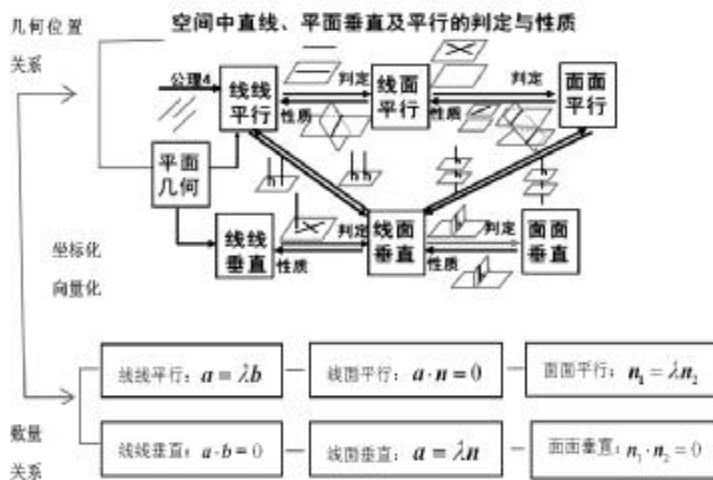 几何位置
关系
空间中直线、平面垂直及平行的判定与性质
公理4
线线
平行
判定
性质
线面
平行
判定
性质
面面
平行
平面
几何
线线
垂直
判定
性质
线面
垂直
判定
性质
面面
垂直
坐标化
向量化
数量
关系
线线平行：a = λb
线面平行：a · n = 0
面面平行：n₁ = λn₂
线线垂直：a · b = 0
线面垂直：a = λn
面面垂直：n₁ · n₂ = 0